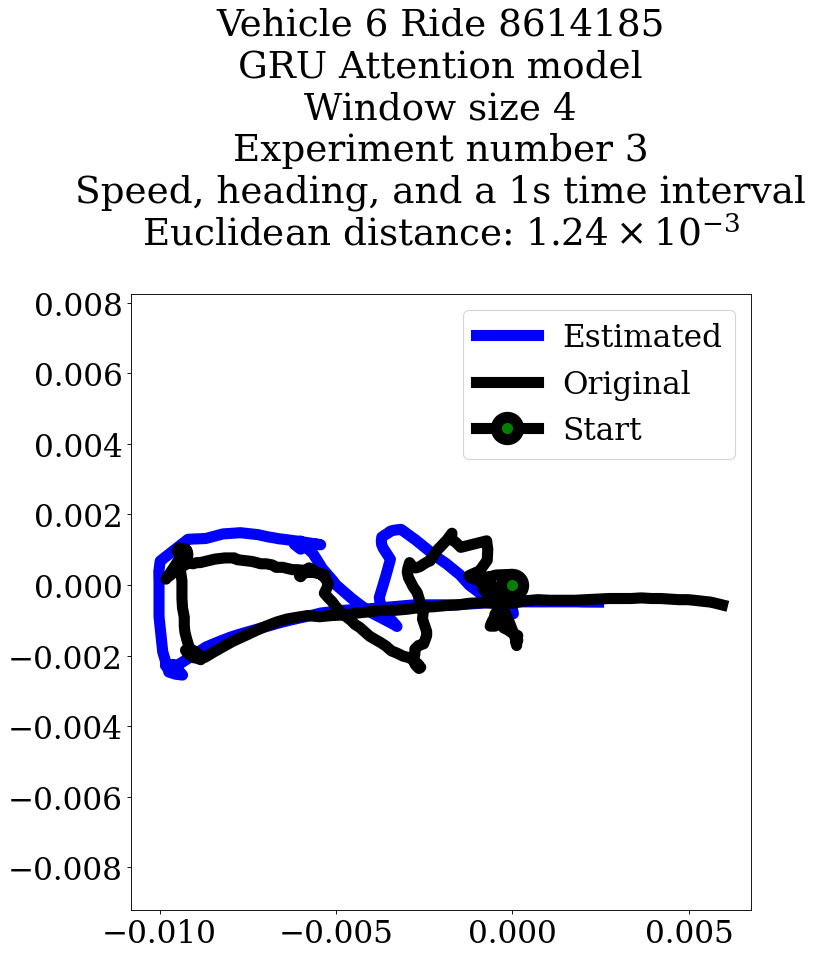 Vehicle 6 Ride 8614185
GRU Attention model
Window size 4
Experiment number 3
Speed, heading, and a 1s time interval
Euclidean distance: 1.24 × 10⁻³
0.008
0.006
0.004
0.002
0.000
−0.002
−0.004
−0.006
−0.008
Estimated
Original
Start
−0.010 −0.005 0.000 0.005